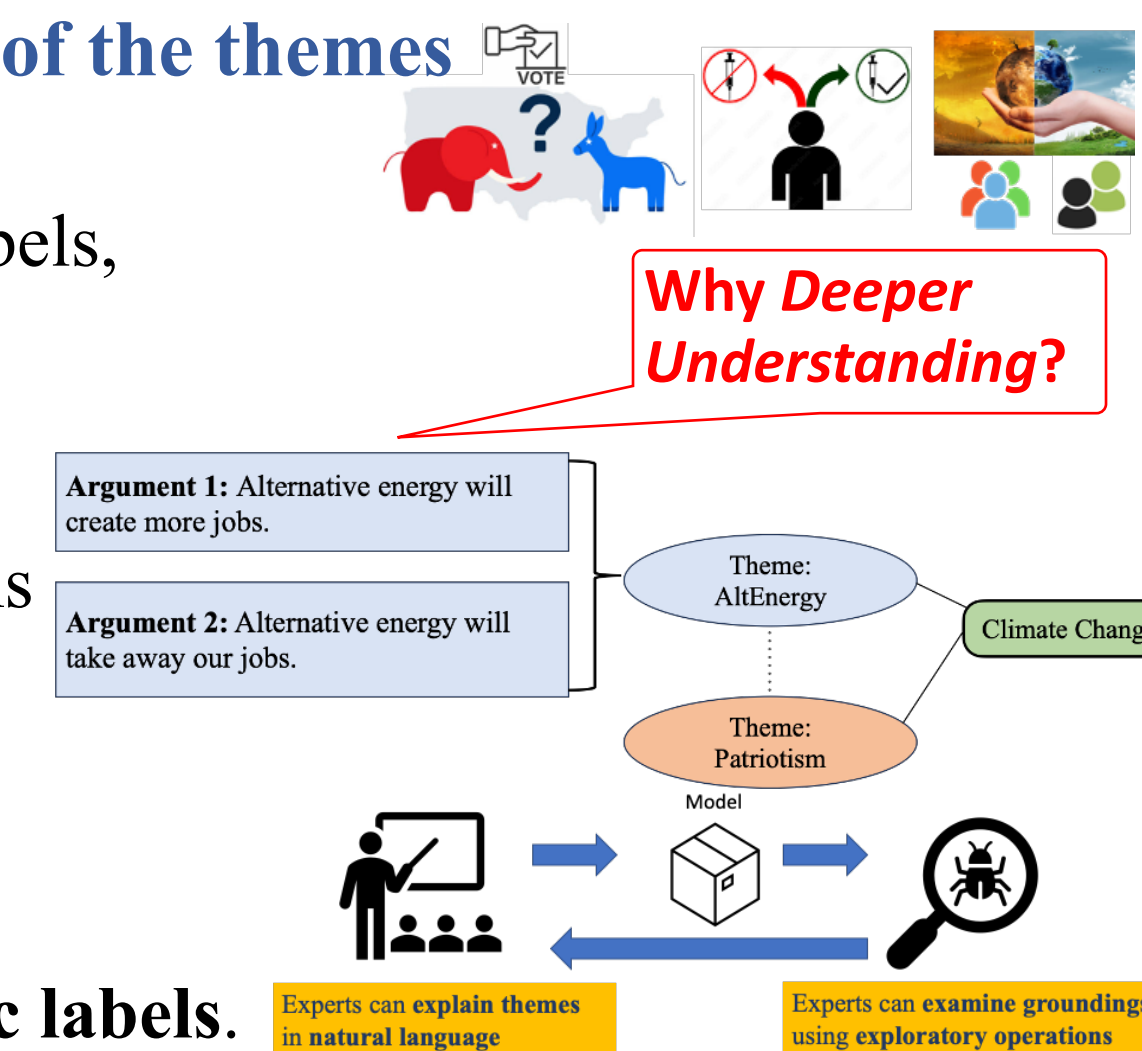 of the themes
VOTE
?
bels,
Why Deeper
Understanding?
Argument 1: Alternative energy will
create more jobs.
Theme:
AltEnergy
Argument 2: Alternative energy will
take away our jobs.
Climate Chang
Theme:
Patriotism
Model
c labels.
Experts can explain themes
in natural language
Experts can examine groundings
using exploratory operations